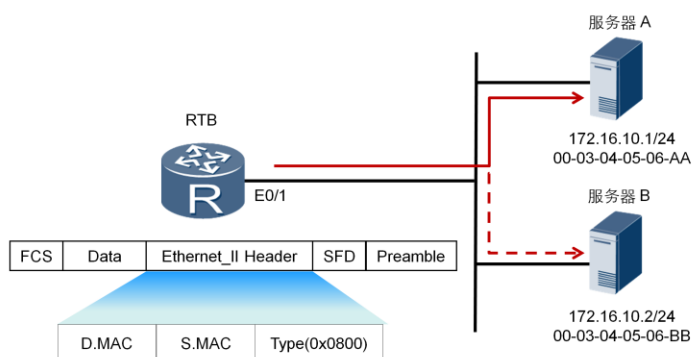 服务器 A
172.16.10.1/24
00-03-04-05-06-AA
RTB
R
E0/1
服务器 B
172.16.10.2/24
00-03-04-05-06-BB
FCS Data Ethernet_II Header SFD Preamble
D.MAC S.MAC Type(0x0800)